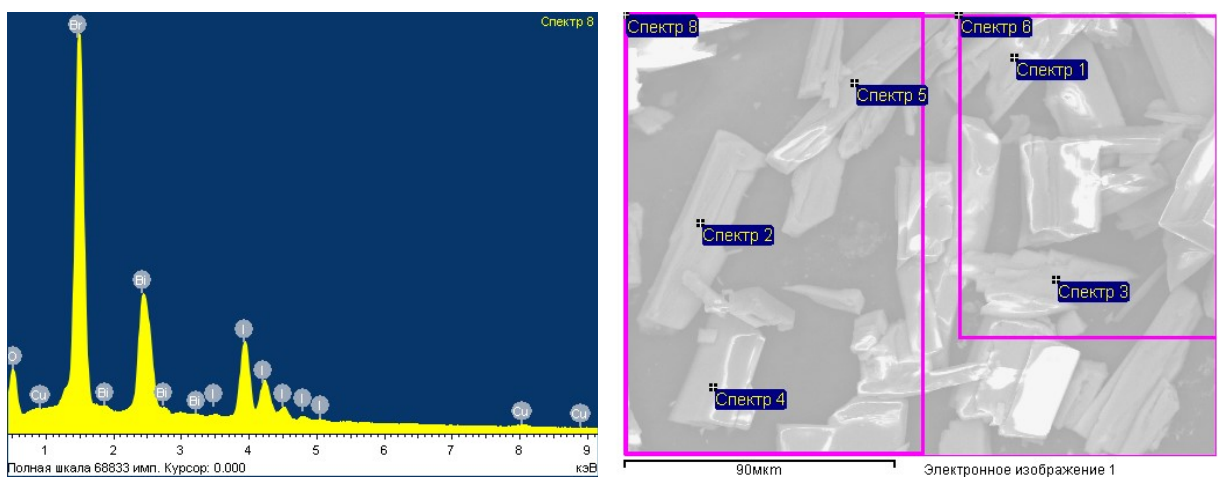 Спектр 8
Br
Bi
I
I
O
Cu
Bi
Bi
Bi
I
I
I
I
Cu
Cu
1 2 3 4 5 6 7 8 9
Полная шкала 68833 имп. Курсор: 0.000 кэВ
Спектр 8
Спектр 6
Спектр 1
Спектр 5
Спектр 2
Спектр 3
Спектр 4
90мкm
Электронное изображение 1